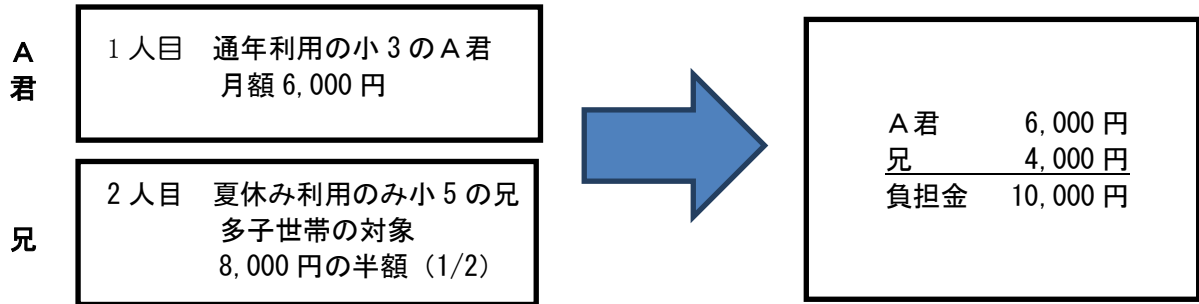 A君
1人目 通年利用の小3のA君
月額6,000円
兄
2人目 夏休み利用のみ小5の兄
多子世帯の対象
8,000円の半額（1/2）
A君 6,000円
兄 4,000円
負担金 10,000円